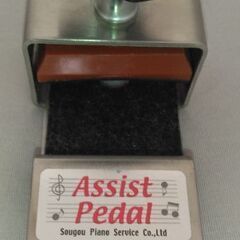 Assist
Pedal
Sougou Piano Service Co.,Ltd